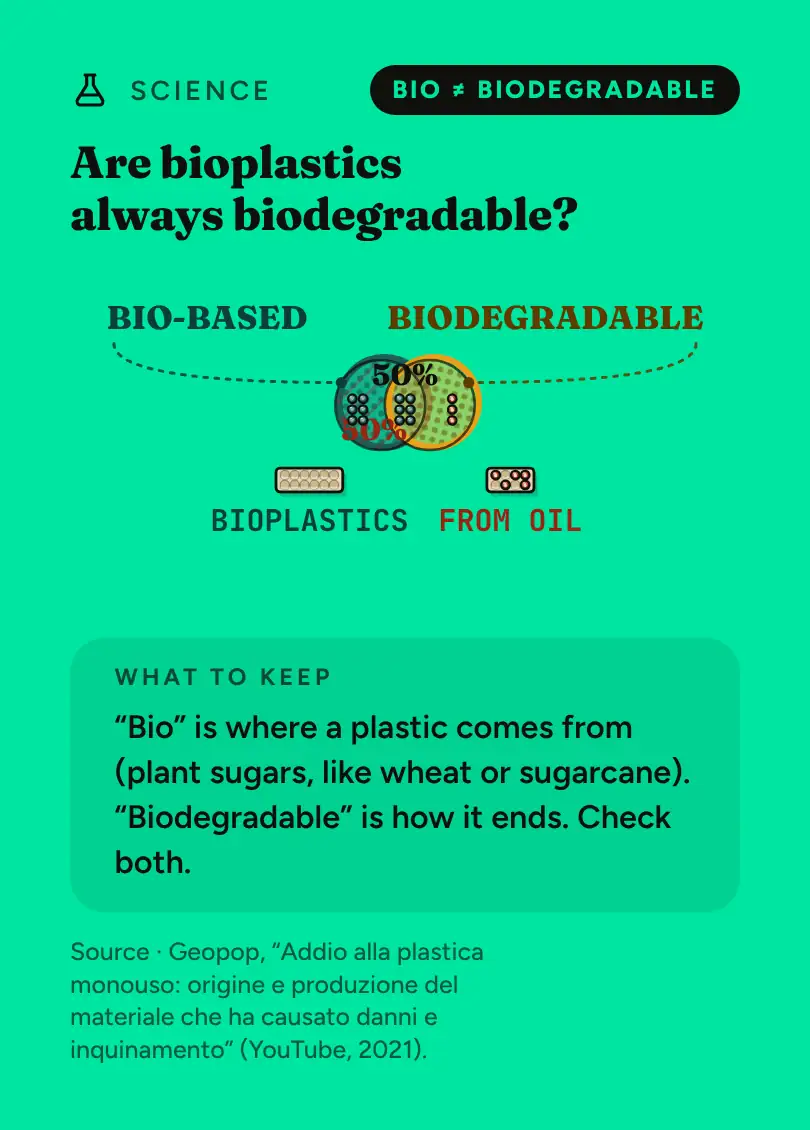 SCIENCE
BIO ≠ BIODEGRADABLE
Are bioplastics
always biodegradable?
BIO-BASED
BIODEGRADABLE
50%
50%
BIOPLASTICS
FROM OIL
WHAT TO KEEP
“Bio” is where a plastic comes from
(plant sugars, like wheat or sugarcane).
“Biodegradable” is how it ends. Check
both.
Source · Geopop, “Addio alla plastica
monouso: origine e produzione del
materiale che ha causato danni e
inquinamento” (YouTube, 2021).